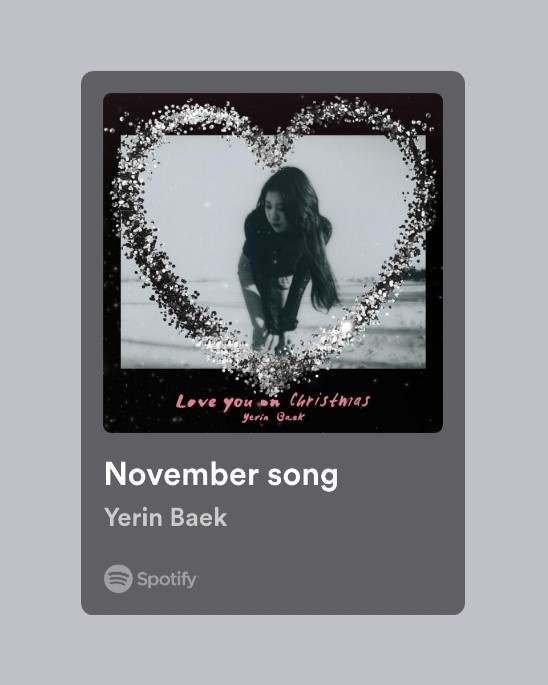 Love you on Christmas
Yerin Baek
November song
Yerin Baek
Spotify